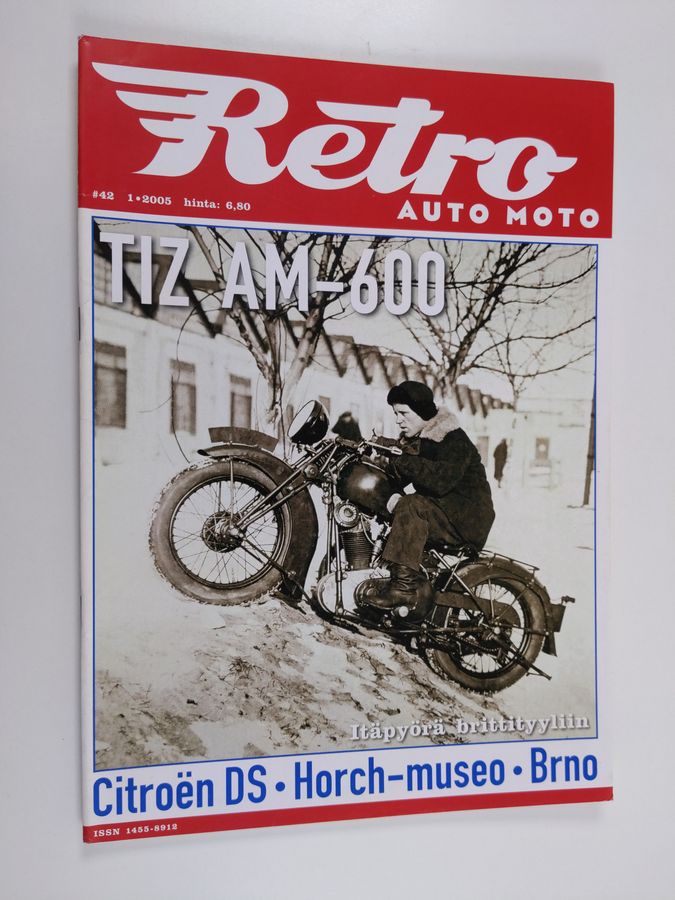 Retro
AUTO MOTO
#42 1•2005 hinta: 6,80
TIZ AM-600
Itäpyörä brittityyliin
Citroën DS • Horch-museo • Brno
ISSN 1455-8912